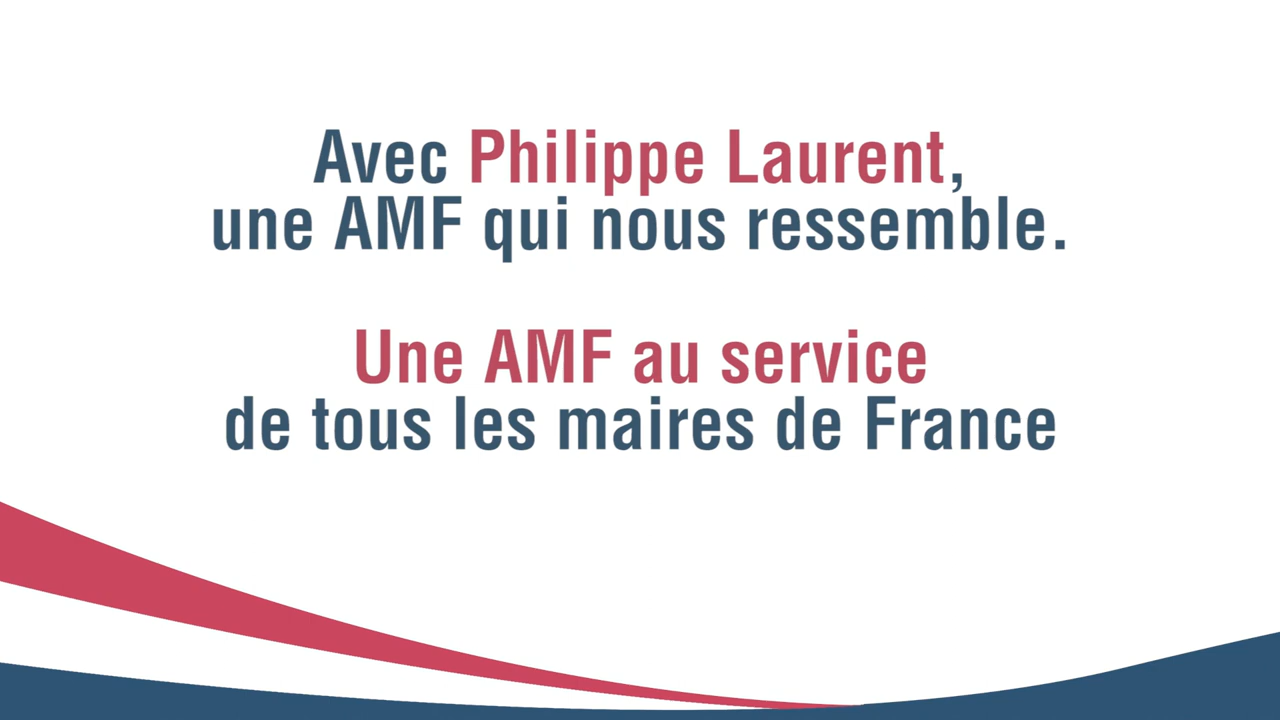 Avec Philippe Laurent,
une AMF qui nous ressemble.
Une AMF au service
de tous les maires de France